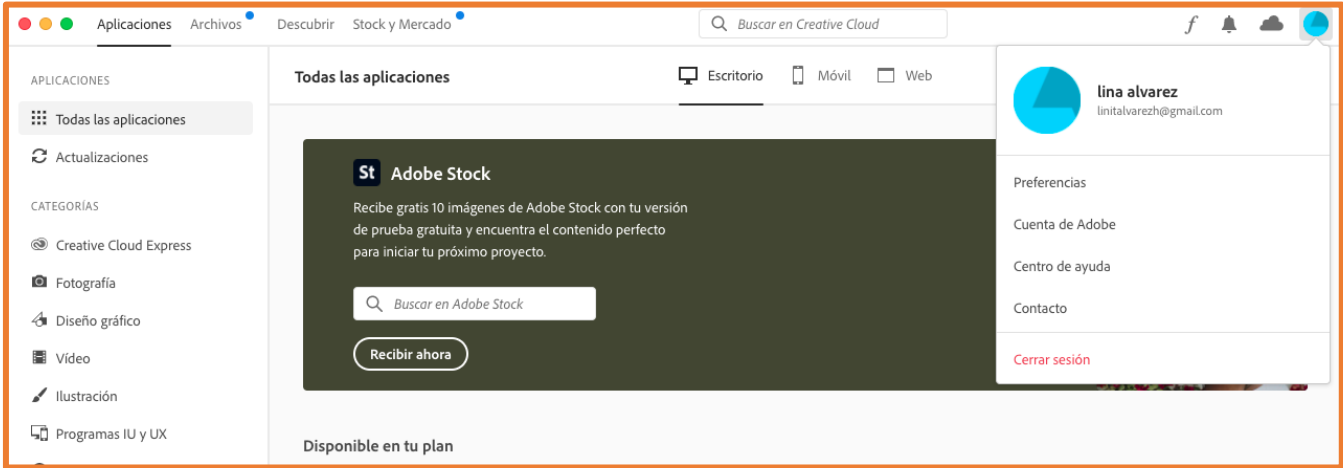 Aplicaciones Archivos Descubrir Stock y Mercado Buscar en Creative Cloud
APLICACIONES
Todas las aplicaciones
Actualizaciones
CATEGORÍAS
Creative Cloud Express
Fotografía
Diseño gráfico
Vídeo
Ilustración
Programas IU y UX
Todas las aplicaciones Escritorio Móvil Web
St Adobe Stock
Recibe gratis 10 imágenes de Adobe Stock con tu versión
de prueba gratuita y encuentra el contenido perfecto
para iniciar tu próximo proyecto.
Buscar en Adobe Stock
Recibir ahora
Disponible en tu plan
lina alvarez
linitalvarezh@gmail.com
Preferencias
Cuenta de Adobe
Centro de ayuda
Contacto
Cerrar sesión